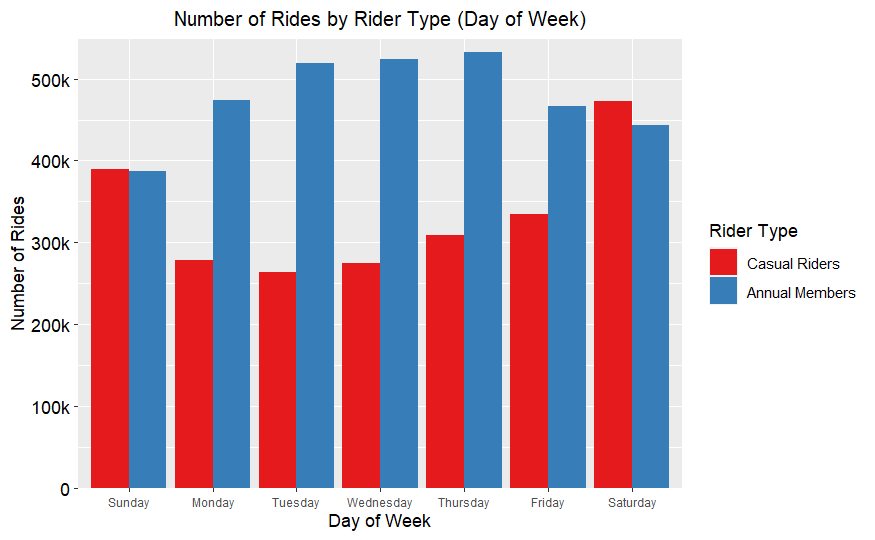 Number of Rides by Rider Type (Day of Week)
Number of Rides
500k
400k
300k
200k
100k
0
Sunday Monday Tuesday Wednesday Thursday Friday Saturday
Day of Week
Rider Type
Casual Riders
Annual Members